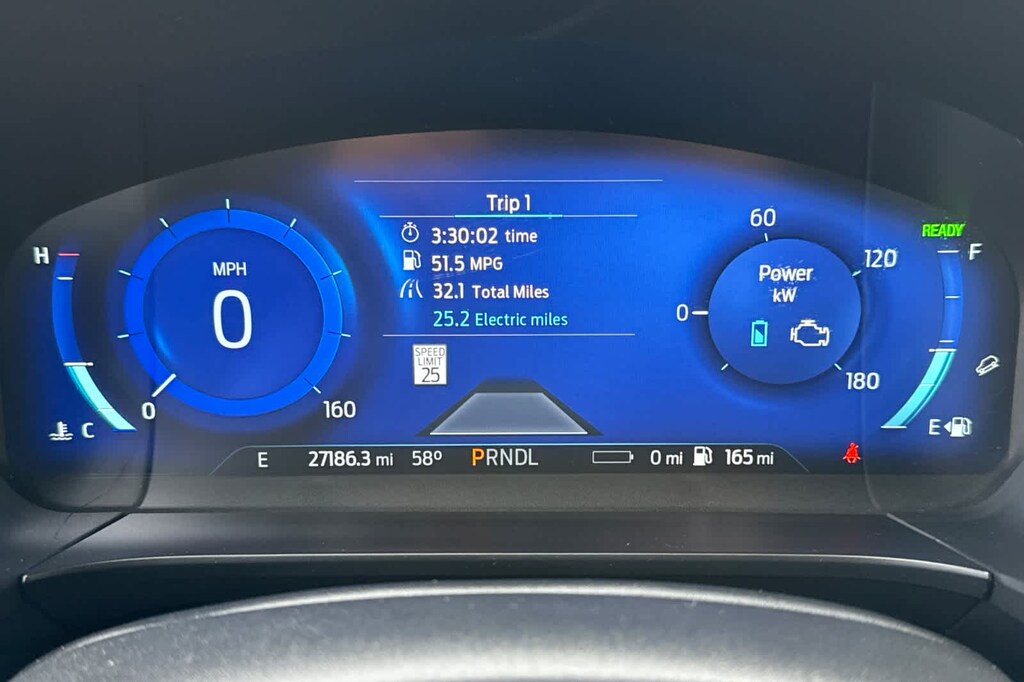 Trip 1
3:30:02 time
51.5 MPG
32.1 Total Miles
25.2 Electric miles
SPEED
LIMIT
25
H
C
MPH
0
0
160
0
60
120
180
Power
kW
READY
F
E
E 27186.3 mi 58º PRNDL 0 mi 165 mi